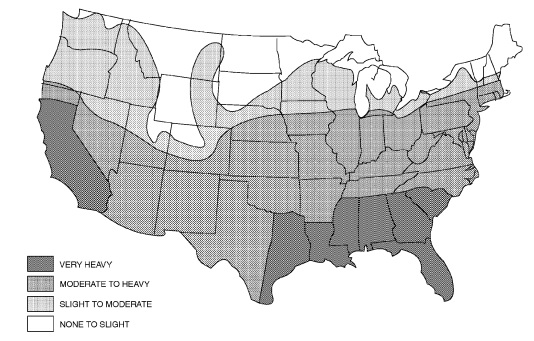 VERY HEAVY
MODERATE TO HEAVY
SLIGHT TO MODERATE
NONE TO SLIGHT